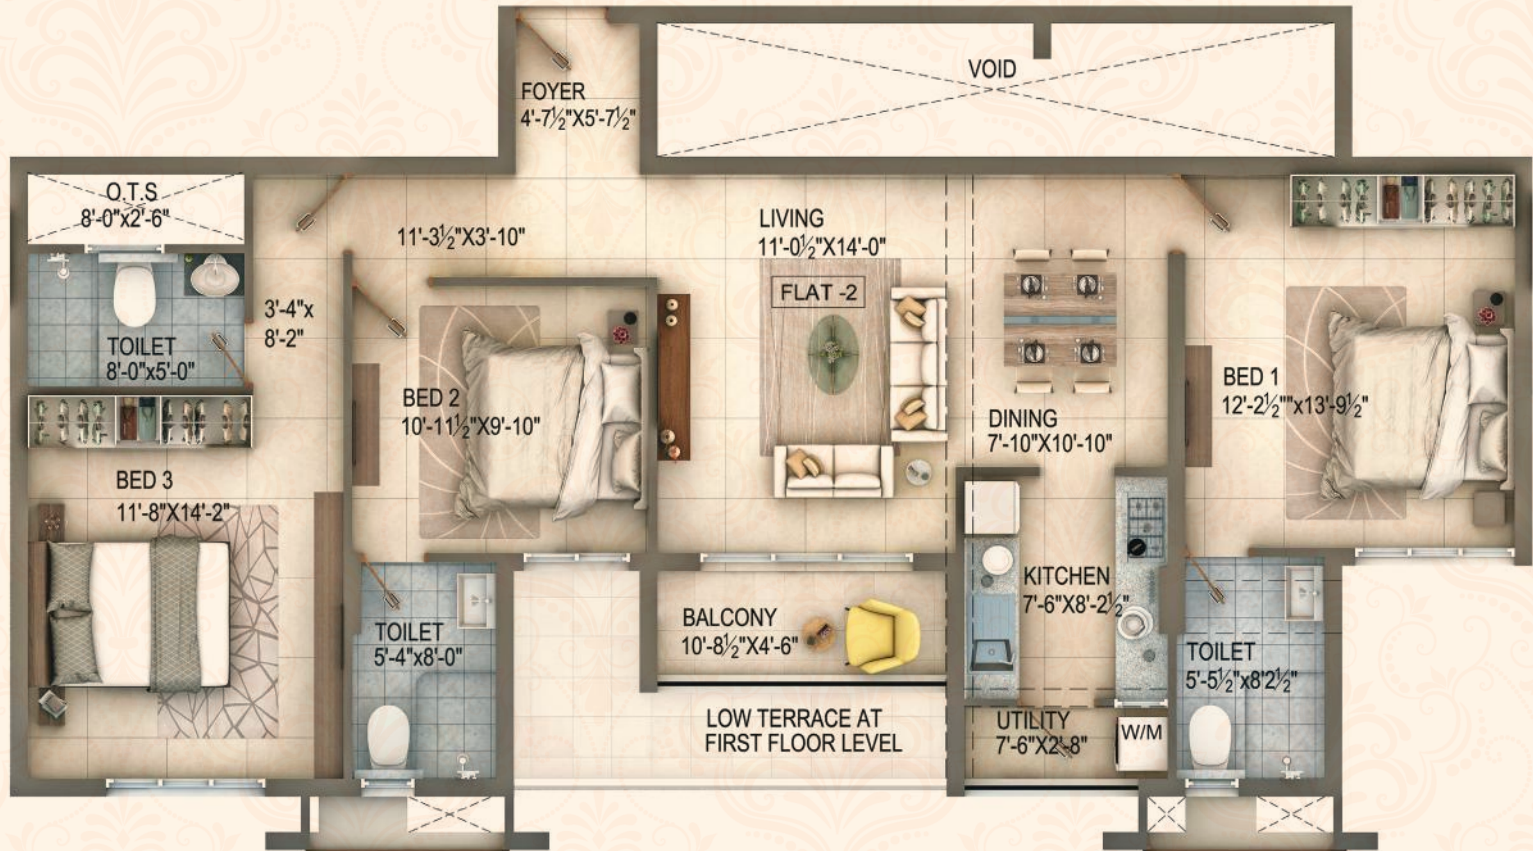 VOID
FOYER
4'-7½"X5'-7½"
O.T.S
8'-0"x2'-6"
11'-3½"X3'-10"
LIVING
11'-0½"X14'-0"
FLAT -2
3'-4"x
8'-2"
TOILET
8'-0"x5'-0"
BED 2
10'-11½"X9'-10"
DINING
7'-10"X10'-10"
BED 1
12'-2½""x13'-9½"
BED 3
11'-8"X14'-2"
KITCHEN
7'-6"X8'-2½"
BALCONY
10'-8½"X4'-6"
TOILET
5'-4"x8'-0"
TOILET
5'-5½"x8'2½"
LOW TERRACE AT
FIRST FLOOR LEVEL
UTILITY
7'-6"X2'-8"
W/M